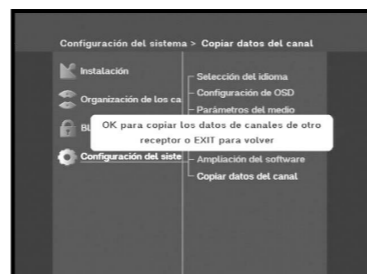 Configuración del sistema > Copiar datos del canal
Instalación
Organización de los ca
Bl
Configuración del siste
Selección del idioma
Configuración de OSD
Parámetros del medio
OK para copiar los datos de canales de otro
receptor o EXIT para volver
Ampliación del software
Copiar datos del canal